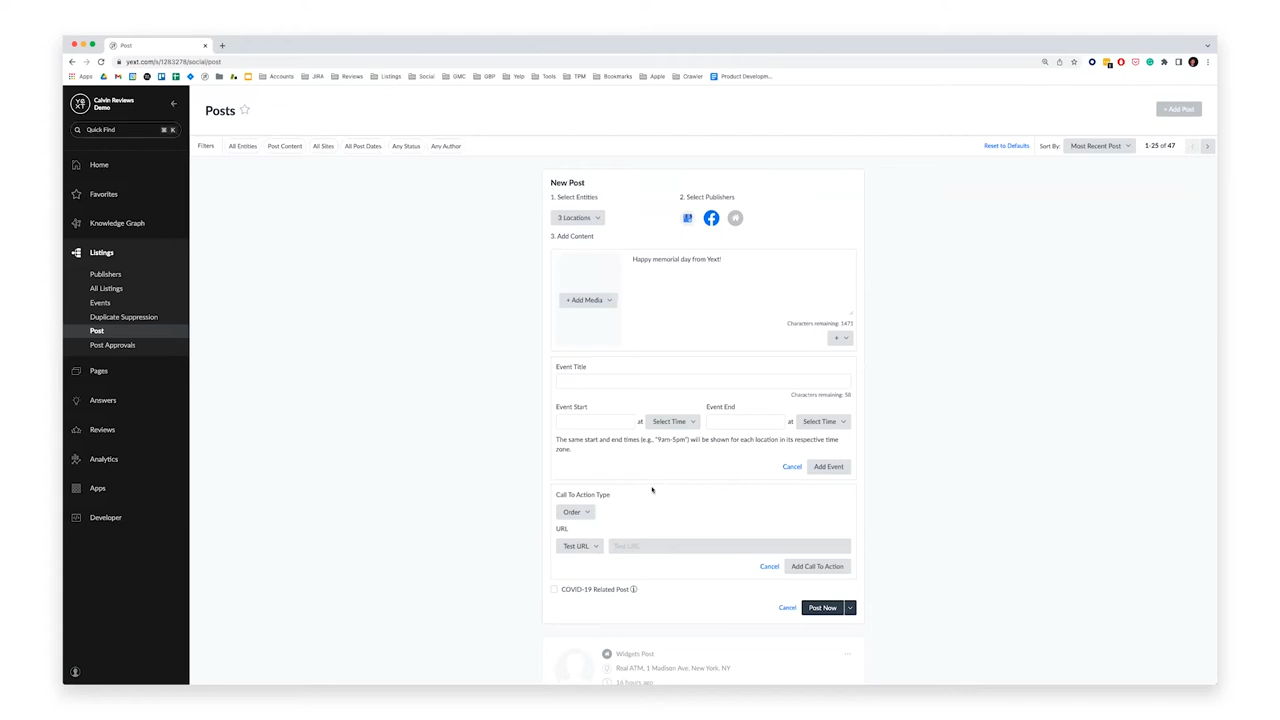 Post
yext.com/s/1283278/social/post
Apps
Accounts
JIRA
Reviews
Listings
Social
GMC
GBP
Yelp
Tools
TPM
Bookmarks
Apple
Crawler
Product Developm...
Calvin Reviews
Demo
Quick Find
K
Home
Favorites
Knowledge Graph
Listings
Publishers
All Listings
Events
Duplicate Suppression
Post
Post Approvals
Pages
Answers
Reviews
Analytics
Apps
Developer
Posts
+ Add Post
Filters
All Entities
Post Content
All Sites
All Post Dates
Any Status
Any Author
Reset to Defaults
Sort By:
Most Recent Post
1-25 of 47
New Post
1. Select Entities
2. Select Publishers
3 Locations
3. Add Content
+ Add Media
Happy memorial day from Yext!
Characters remaining: 1471
+
Event Title
Characters remaining: 58
Event Start
Event End
at
Select Time
at
Select Time
The same start and end times (e.g., "9am-5pm") will be shown for each location in its respective time
zone.
Cancel
Add Event
Call To Action Type
Order
URL
Test URL
Test URL
Cancel
Add Call To Action
COVID-19 Related Post
Cancel
Post Now
Widgets Post
Real ATM, 1 Madison Ave, New York, NY
16 hours ago